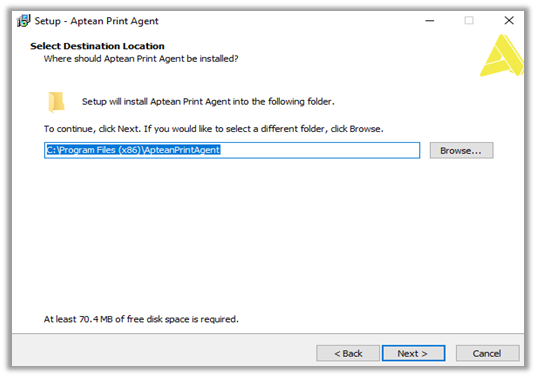 Setup - Aptean Print Agent
Select Destination Location
Where should Aptean Print Agent be installed?
Setup will install Aptean Print Agent into the following folder.
To continue, click Next. If you would like to select a different folder, click Browse.
C:\Program Files (x86)\ApteanPrintAgent
Browse...
At least 70.4 MB of free disk space is required.
< Back
Next >
Cancel